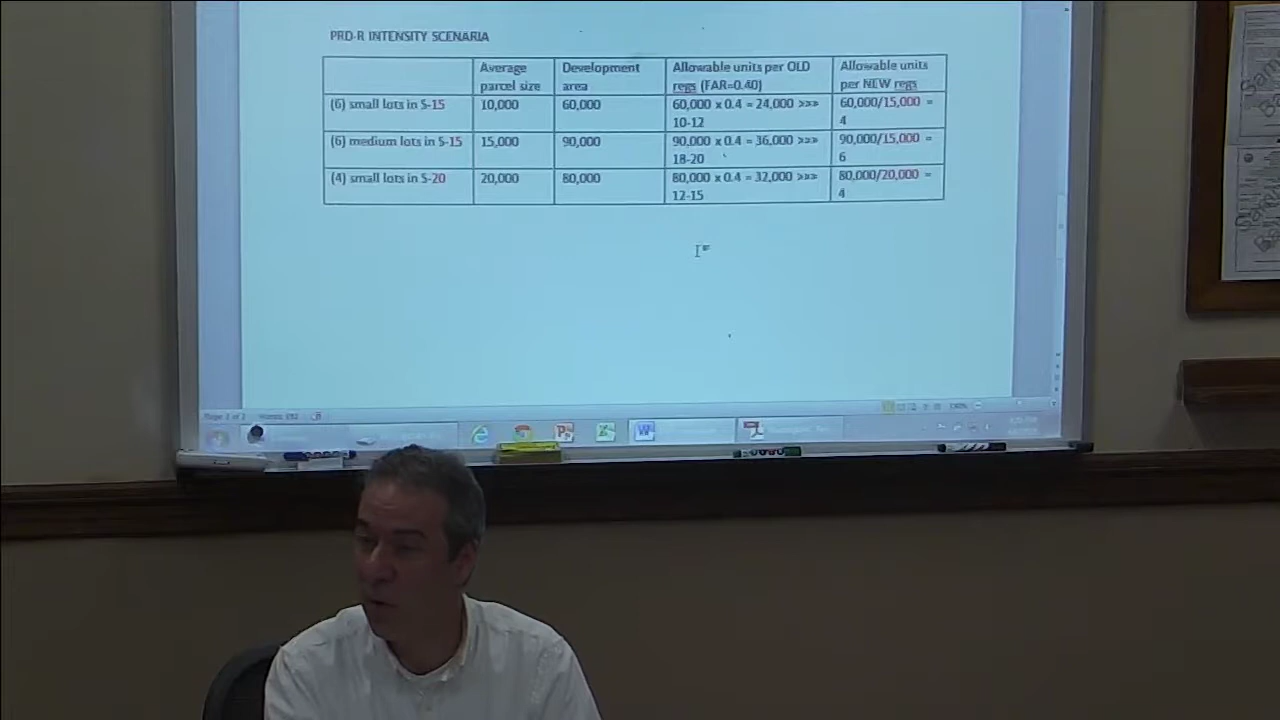 PRD-R INTENSITY SCENARIA
Average parcel size
Development area
Allowable units per OLD regs (FAR=0.40)
Allowable units per NEW regs
(6) small lots in S-15
10,000
60,000
60,000 x 0.4 = 24,000 >>> 10-12
60,000/15,000 = 4
(6) medium lots in S-15
15,000
90,000
90,000 x 0.4 = 36,000 >>> 18-20
90,000/15,000 = 6
(4) small lots in S-20
20,000
80,000
80,000 x 0.4 = 32,000 >>> 12-15
80,000/20,000 = 4